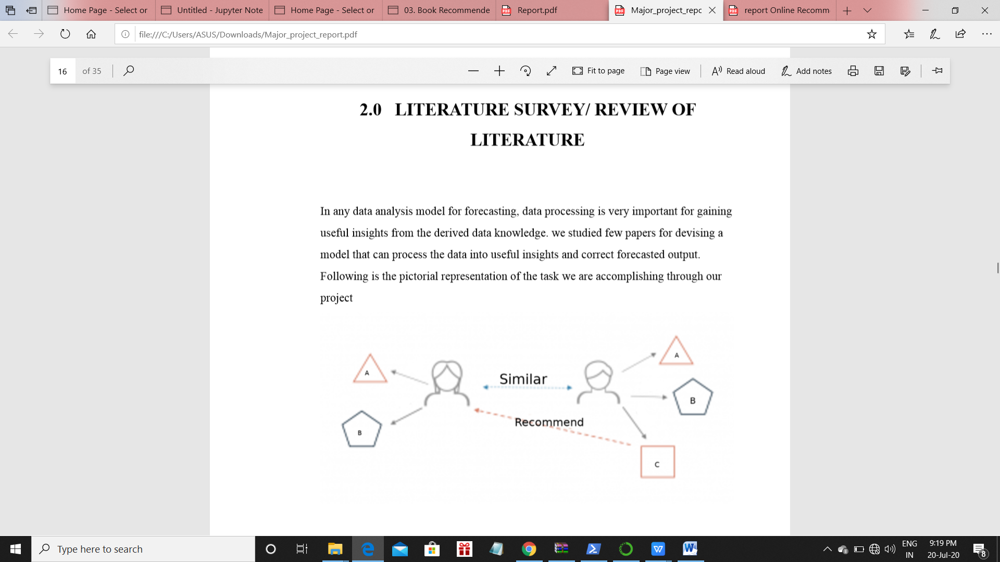 Home Page - Select or
Untitled - Jupyter Note
Home Page - Select or
03. Book Recommende
Report.pdf
Major_project_repc
report Online Recomm
file:///C:/Users/ASUS/Downloads/Major_project_report.pdf
16 of 35
Fit to page
Page view
Read aloud
Add notes
2.0 LITERATURE SURVEY/ REVIEW OF
LITERATURE
In any data analysis model for forecasting, data processing is very important for gaining
useful insights from the derived data knowledge. we studied few papers for devising a
model that can process the data into useful insights and correct forecasted output.
Following is the pictorial representation of the task we are accomplishing through our
project
A
B
Similar
Recommend
A
B
C
Type here to search
ENG
IN
9:19 PM
20-Jul-20
8